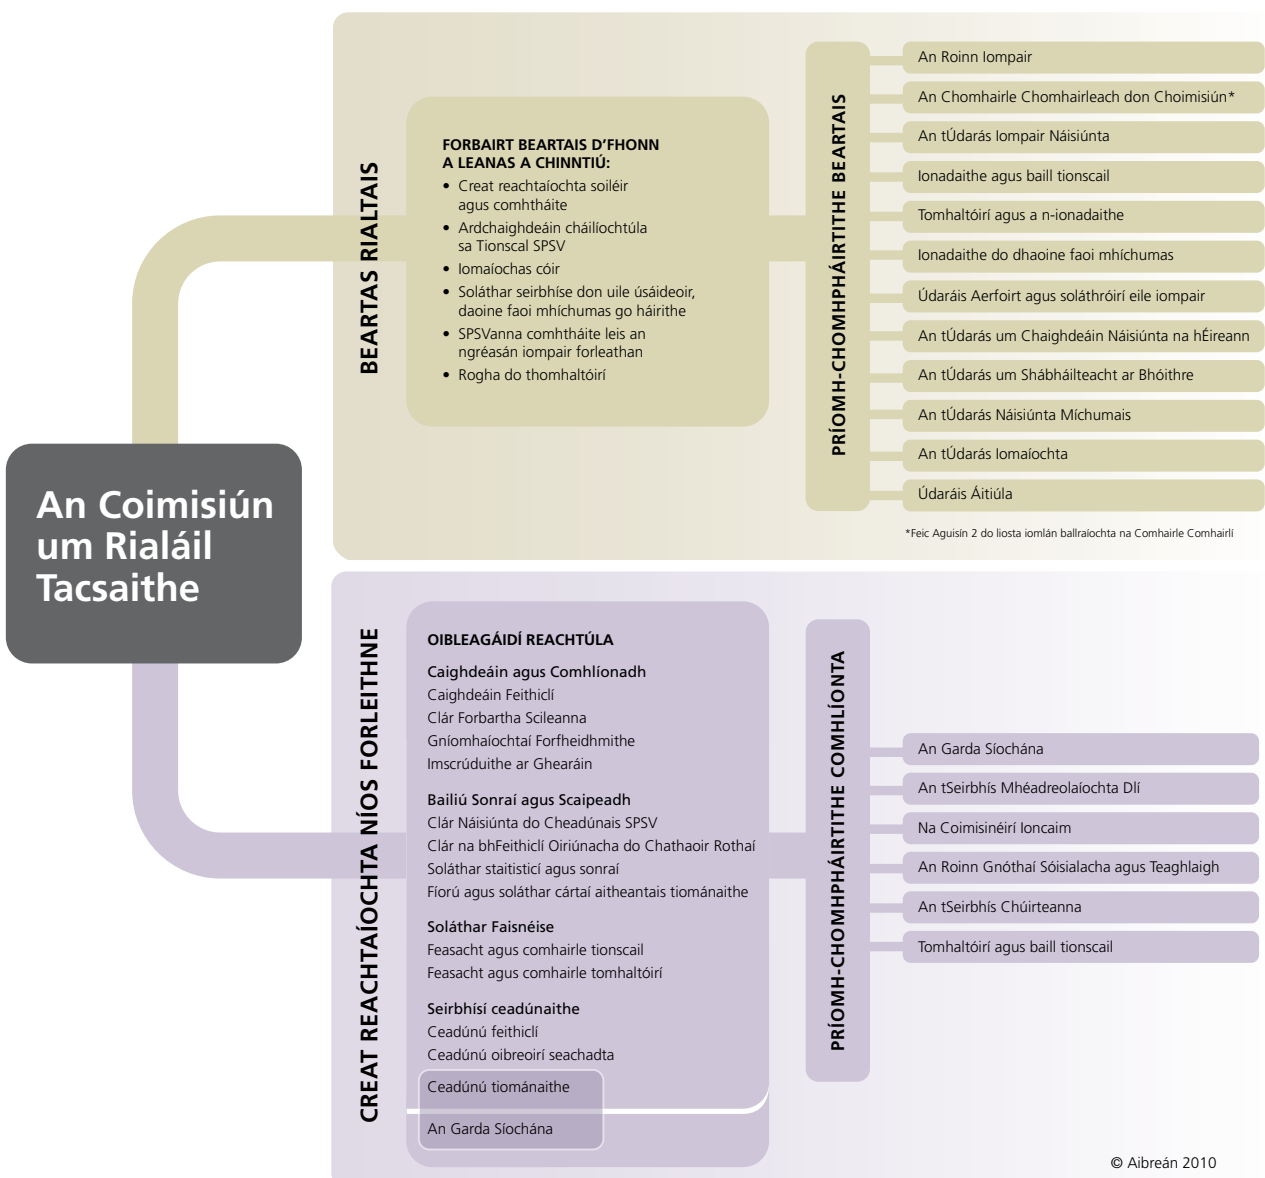 An Coimisiún
um Rialáil
Tacsaithe
BEARTAS RIALTAIS
FORBAIRT BEARTAIS D’FHONN
A LEANAS A CHINNTIÚ:
• Creat reachtaíochta soiléir
agus comhtháite
• Ardchaighdeáin cháilíochtúla
sa Tionscal SPSV
• Iomaíochas cóir
• Soláthar seirbhíse don uile úsáideoir,
daoine faoi mhíchumas go háirithe
• SPSVanna comhtháite leis an
ngréasán iompair forleathan
• Rogha do thomhaltóirí
PRÍOMH-CHOMHPHÁIRTITHE BEARTAIS
An Roinn Iompair
An Chomhairle Chomhairleach don Choimisiún*
An tÚdarás Iompair Náisiúnta
Ionadaithe agus baill tionscail
Tomhaltóirí agus a n-ionadaithe
Ionadaithe do dhaoine faoi mhíchumas
Údaráis Aerfoirt agus soláthróirí eile iompair
An tÚdarás um Chaighdeáin Náisiúnta na hÉireann
An tÚdarás um Shábháilteacht ar Bhóithre
An tÚdarás Náisiúnta Míchumais
An tÚdarás Iomaíochta
Údaráis Áitiúla
*Feic Aguisín 2 do liosta iomlán ballraíochta na Comhairle Comhairlí
CREAT REACHTAÍOCHTA NÍOS FORLEITHNE
OIBLEAGÁIDÍ REACHTÚLA
Caighdeáin agus Comhlíonadh
Caighdeáin Feithiclí
Clár Forbartha Scileanna
Gníomhaíochtaí Forfheidhmithe
Imscrúduithe ar Ghearáin
Bailiú Sonraí agus Scaipeadh
Clár Náisiúnta do Cheadúnais SPSV
Clár na bhFeithiclí Oiriúnacha do Chathaoir Rothaí
Soláthar staitisticí agus sonraí
Fíorú agus soláthar cártaí aitheantais tiománaithe
Soláthar Faisnéise
Feasacht agus comhairle tionscail
Feasacht agus comhairle tomhaltóirí
Seirbhísí ceadúnaithe
Ceadúnú feithiclí
Ceadúnú oibreoirí seachadta
Ceadúnú tiománaithe
An Garda Síochána
PRÍOMH-CHOMHPHÁIRTITHE COMHLÍONTA
An Garda Síochána
An tSeirbhís Mhéadreolaíochta Dlí
Na Coimisinéirí Ioncaim
An Roinn Gnóthaí Sóisialacha agus Teaghlaigh
An tSeirbhís Chúirteanna
Tomhaltóirí agus baill tionscail
© Aibreán 2010